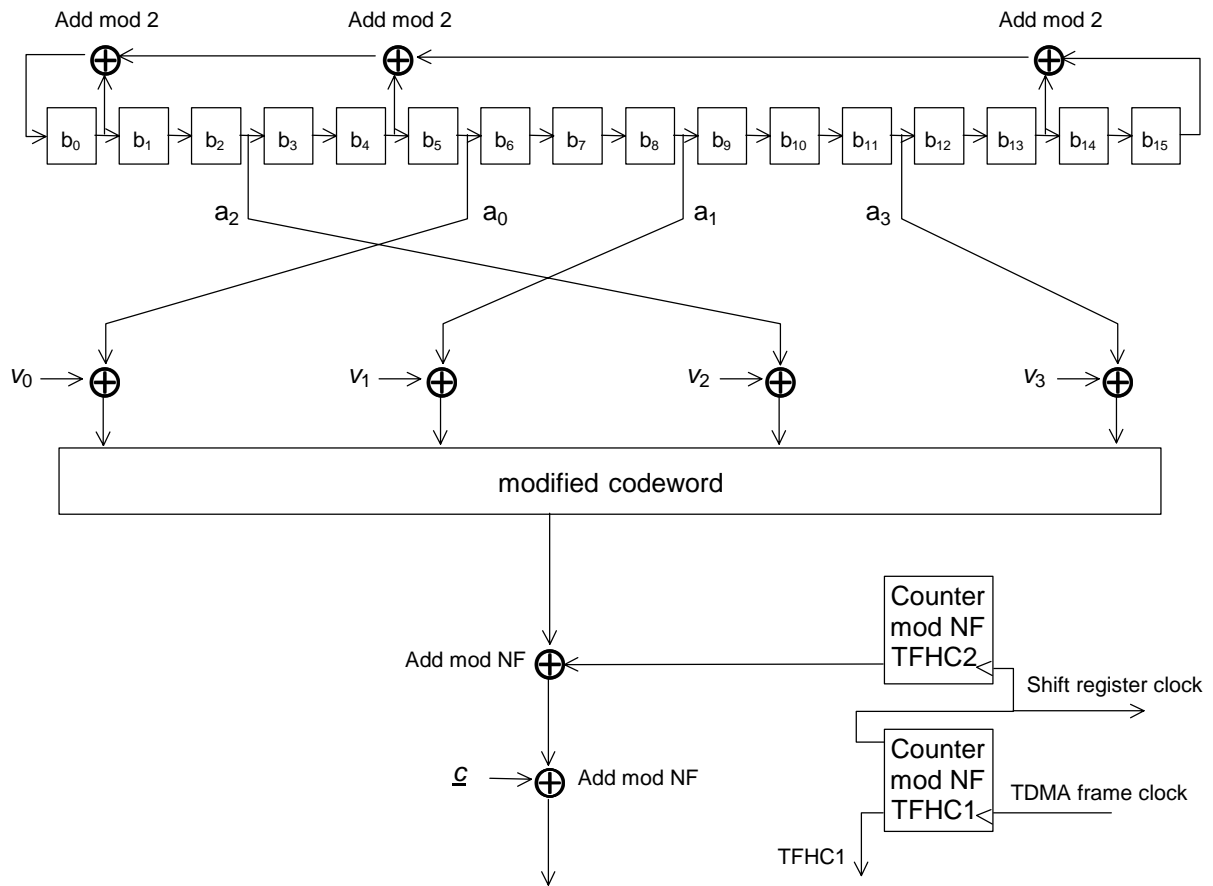 Add mod 2 Add mod 2 Add mod 2
b₀ b₁ b₂ b₃ b₄ b₅ b₆ b₇ b₈ b₉ b₁₀ b₁₁ b₁₂ b₁₃ b₁₄ b₁₅
a₂ a₀ a₁ a₃
v₀ v₁ v₂ v₃
modified codeword
Counter
mod NF
TFHC2
Add mod NF
Shift register clock
Counter
mod NF
TFHC1
c Add mod NF
TDMA frame clock
TFHC1